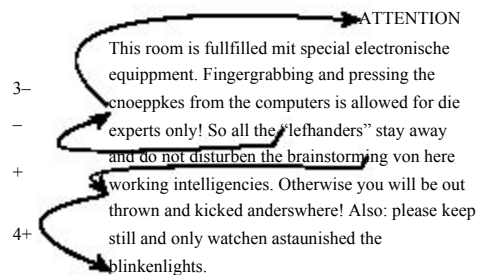 ATTENTION
This room is fullfilled mit special electronische
equippment. Fingergrabbing and pressing the
3– cnoeppkes from the computers is allowed for die
– experts only! So all the “lefhanders” stay away
and do not disturben the brainstorming von here
+ working intelligencies. Otherwise you will be out
thrown and kicked anderswhere! Also: please keep
4+ still and only watchen astaunished the
blinkenlights.